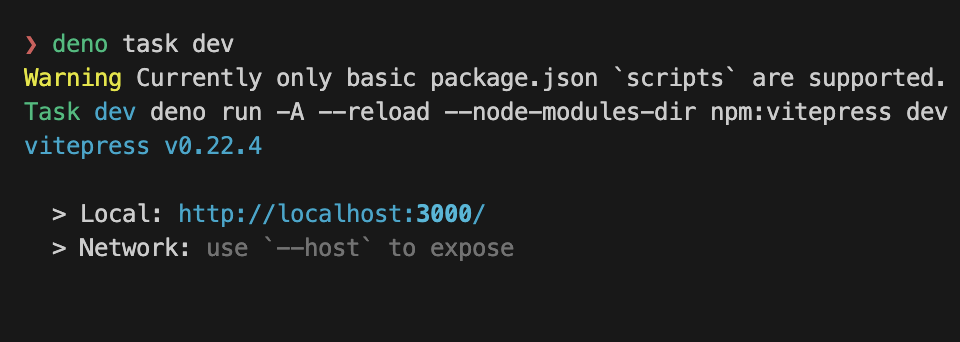 ❯ deno task dev
Warning Currently only basic package.json `scripts` are supported.
Task dev deno run -A --reload --node-modules-dir npm:vitepress dev
vitepress v0.22.4
> Local: http://localhost:3000/
> Network: use `--host` to expose